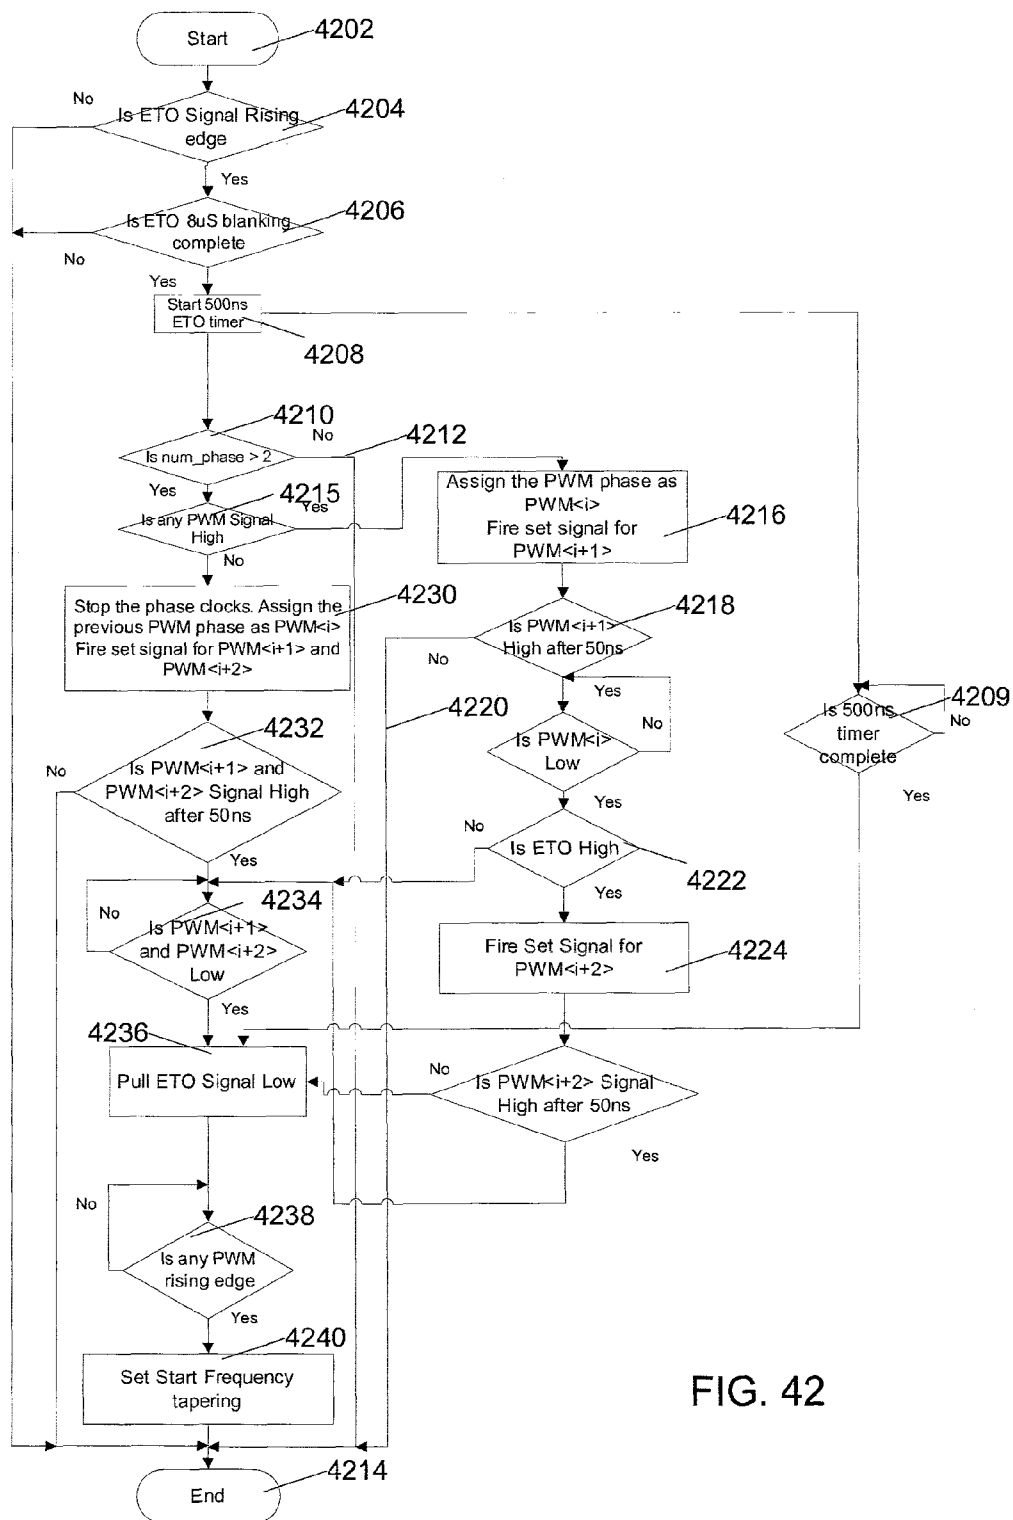 Start
4202
No
Is ETO Signal Rising
edge
4204
Yes
Is ETO 8uS blanking
complete
4206
No
Yes
Start 500ns
ETO timer
4208
4210
No
4212
Is num_phase > 2
Yes
4215
Yes
Is any PWM Signal
High
No
Assign the PWM phase as
PWM<i>
Fire set signal for
PWM<i+1>
4216
Stop the phase clocks. Assign the
previous PWM phase as PWM<i>
Fire set signal for PWM<i+1> and
PWM<i+2>
4230
4218
Is PWM<i+1>
High after 50ns
No
Yes
4220
No
Is PWM<i>
Low
Yes
4209
Is 500ns
timer
complete
No
Yes
4232
No
Is PWM<i+1> and
PWM<i+2> Signal High
after 50ns
Yes
No
Is ETO High
4222
Yes
4234
No
Is PWM<i+1>
and PWM<i+2>
Low
Yes
Fire Set Signal for
PWM<i+2>
4224
4236
Pull ETO Signal Low
No
Is PWM<i+2> Signal
High after 50ns
Yes
No
4238
Is any PWM
rising edge
Yes
4240
Set Start Frequency
tapering
FIG. 42
4214
End